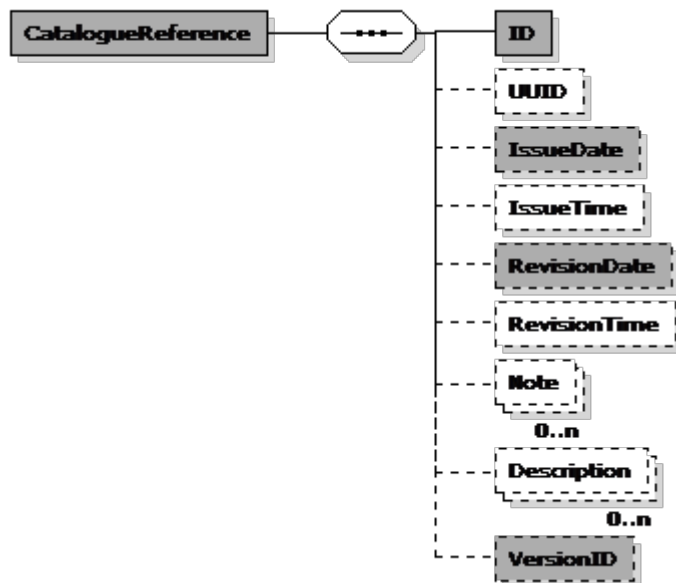 CatalogueReference
ID
UUID
IssueDate
IssueTime
RevisionDate
RevisionTime
Note
0..n
Description
0..n
VersionID